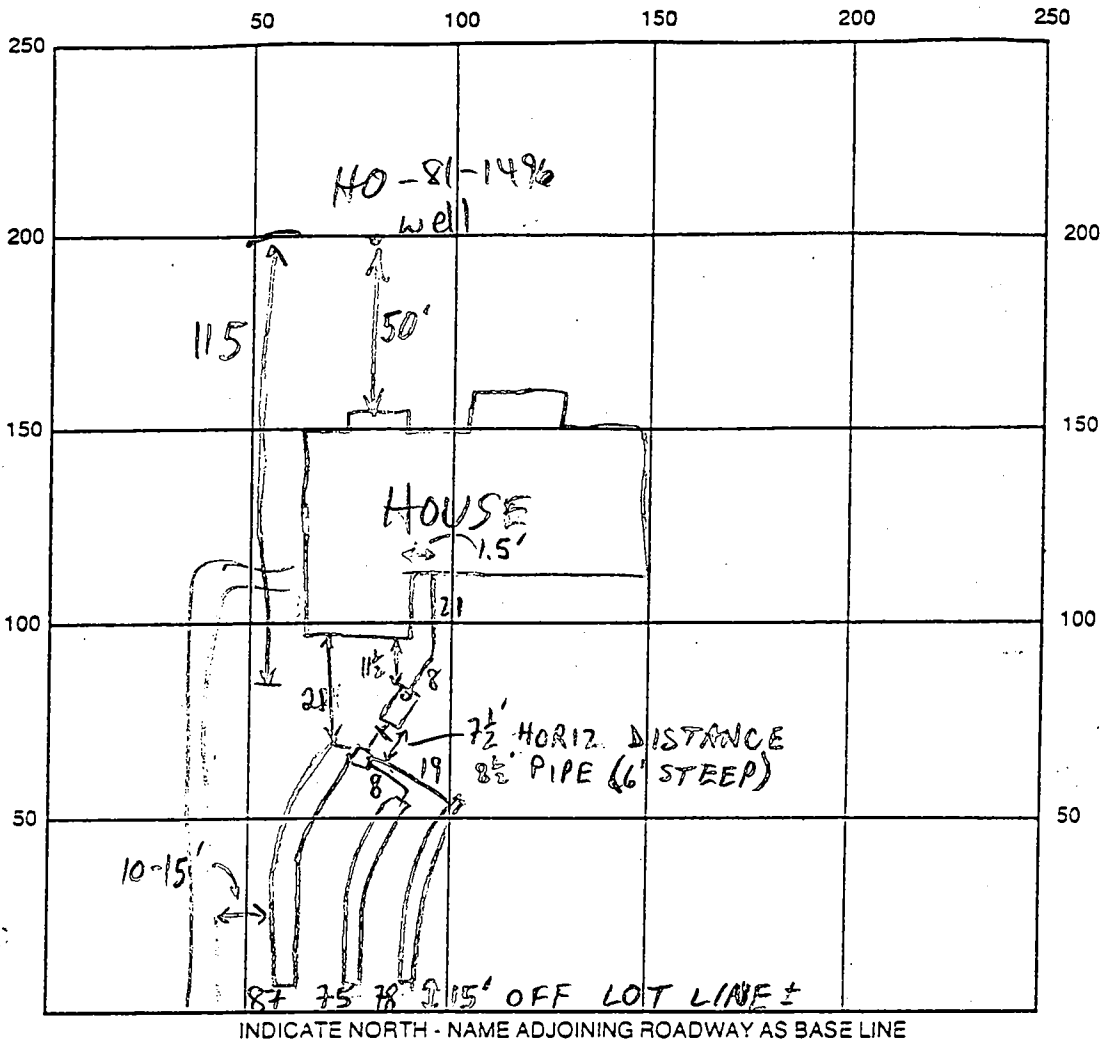 50 100 150 200 250
250
HO-81-1496
well
200 200
115
50'
150 150
HOUSE
1.5'
21
100 100
11½
8
28
7½' HORIZ. DISTANCE
19 8½' PIPE (6' STEEP)
8
50 50
10-15'
87 75 78 15' OFF LOT LINE ±
INDICATE NORTH - NAME ADJOINING ROADWAY AS BASE LINE